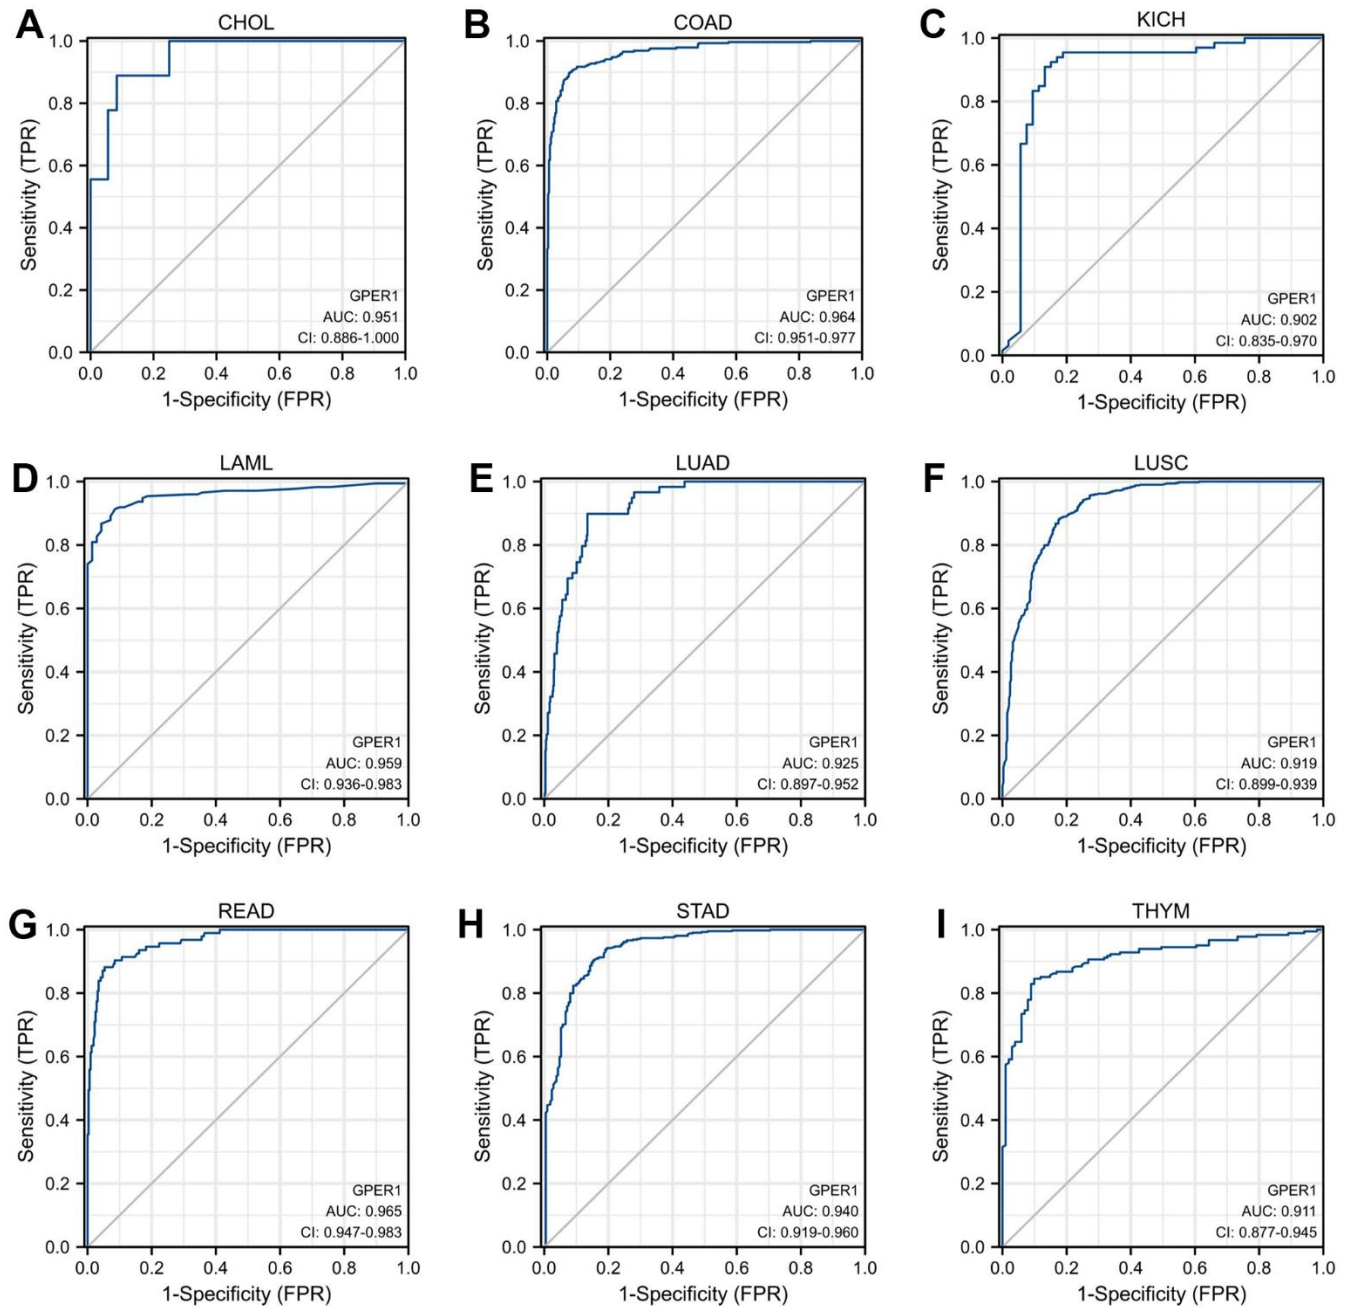 A
CHOL
1.0
0.8
0.6
0.4
0.2
0.0
Sensitivity (TPR)
GPER1
AUC: 0.951
CI: 0.886-1.000
0.0 0.2 0.4 0.6 0.8 1.0
1-Specificity (FPR)
B
COAD
1.0
0.8
0.6
0.4
0.2
0.0
Sensitivity (TPR)
GPER1
AUC: 0.964
CI: 0.951-0.977
0.0 0.2 0.4 0.6 0.8 1.0
1-Specificity (FPR)
C
KICH
1.0
0.8
0.6
0.4
0.2
0.0
Sensitivity (TPR)
GPER1
AUC: 0.902
CI: 0.835-0.970
0.0 0.2 0.4 0.6 0.8 1.0
1-Specificity (FPR)
D
LAML
1.0
0.8
0.6
0.4
0.2
0.0
Sensitivity (TPR)
GPER1
AUC: 0.959
CI: 0.936-0.983
0.0 0.2 0.4 0.6 0.8 1.0
1-Specificity (FPR)
E
LUAD
1.0
0.8
0.6
0.4
0.2
0.0
Sensitivity (TPR)
GPER1
AUC: 0.925
CI: 0.897-0.952
0.0 0.2 0.4 0.6 0.8 1.0
1-Specificity (FPR)
F
LUSC
1.0
0.8
0.6
0.4
0.2
0.0
Sensitivity (TPR)
GPER1
AUC: 0.919
CI: 0.899-0.939
0.0 0.2 0.4 0.6 0.8 1.0
1-Specificity (FPR)
G
READ
1.0
0.8
0.6
0.4
0.2
0.0
Sensitivity (TPR)
GPER1
AUC: 0.965
CI: 0.947-0.983
0.0 0.2 0.4 0.6 0.8 1.0
1-Specificity (FPR)
H
STAD
1.0
0.8
0.6
0.4
0.2
0.0
Sensitivity (TPR)
GPER1
AUC: 0.940
CI: 0.919-0.960
0.0 0.2 0.4 0.6 0.8 1.0
1-Specificity (FPR)
I
THYM
1.0
0.8
0.6
0.4
0.2
0.0
Sensitivity (TPR)
GPER1
AUC: 0.911
CI: 0.877-0.945
0.0 0.2 0.4 0.6 0.8 1.0
1-Specificity (FPR)